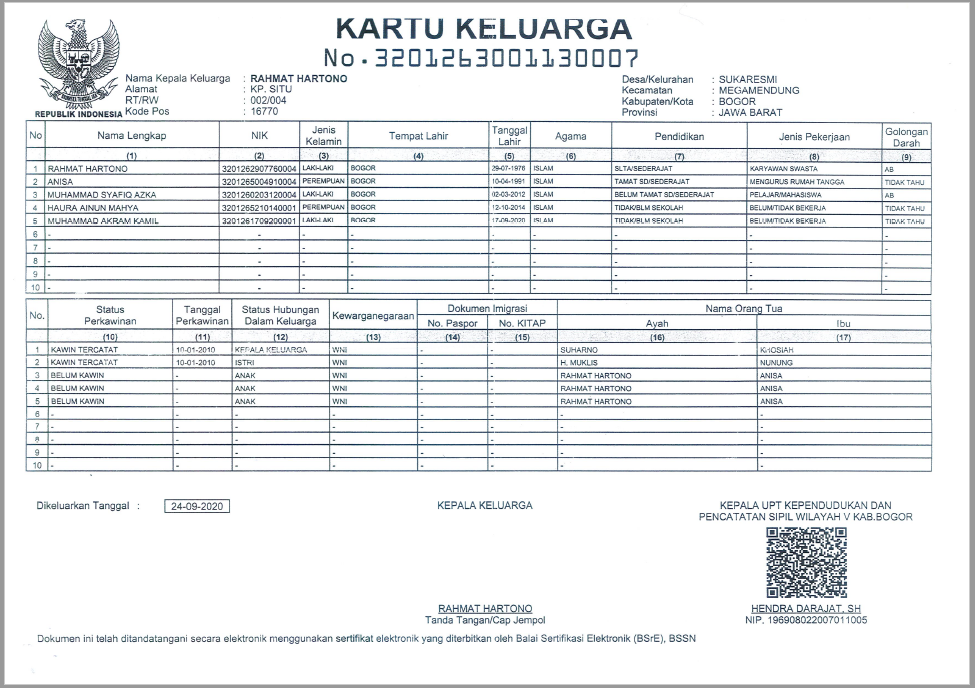 KARTU KELUARGA
No.3201263001130007
REPUBLIK INDONESIA
Nama Kepala Keluarga : RAHMAT HARTONO
Alamat : KP. SITU
RT/RW : 002/004
Kode Pos : 16770
Desa/Kelurahan : SUKARESMI
Kecamatan : MEGAMENDUNG
Kabupaten/Kota : BOGOR
Provinsi : JAWA BARAT
No Nama Lengkap NIK Jenis Kelamin Tempat Lahir Tanggal Lahir Agama Pendidikan Jenis Pekerjaan Golongan Darah
(1) (2) (3) (4) (5) (6) (7) (8) (9)
1 RAHMAT HARTONO 3201262907760004 LAKI-LAKI BOGOR 29-07-1976 ISLAM SLTA/SEDERAJAT KARYAWAN SWASTA AB
2 ANISA 3201265004910004 PEREMPUAN BOGOR 10-04-1991 ISLAM TAMAT SD/SEDERAJAT MENGURUS RUMAH TANGGA TIDAK TAHU
3 MUHAMMAD SYAFIQ AZKA 3201260203120004 LAKI-LAKI BOGOR 02-03-2012 ISLAM BELUM TAMAT SD/SEDERAJAT PELAJAR/MAHASISWA AB
4 HAURA AINUN MAHYA 3201265210140001 PEREMPUAN BOGOR 12-10-2014 ISLAM TIDAK/BLM SEKOLAH BELUM/TIDAK BEKERJA TIDAK TAHU
5 MUHAMMAD AKRAM KAMIL 3201261709200001 LAKI-LAKI BOGOR 17-09-2020 ISLAM TIDAK/BLM SEKOLAH BELUM/TIDAK BEKERJA TIDAK TAHU
6 - - - - - - - - -
7 - - - - - - - - -
8 - - - - - - - - -
9 - - - - - - - - -
10 - - - - - - - - -
No. Status Perkawinan Tanggal Perkawinan Status Hubungan Dalam Keluarga Kewarganegaraan Dokumen Imigrasi Nama Orang Tua
No. Paspor No. KITAP Ayah Ibu
(10) (11) (12) (13) (14) (15) (16) (17)
1 KAWIN TERCATAT 10-01-2010 KEPALA KELUARGA WNI - - SUHARNO KHOSIAH
2 KAWIN TERCATAT 10-01-2010 ISTRI WNI - - H. MUKLIS NUNUNG
3 BELUM KAWIN - ANAK WNI - - RAHMAT HARTONO ANISA
4 BELUM KAWIN - ANAK WNI - - RAHMAT HARTONO ANISA
5 BELUM KAWIN - ANAK WNI - - RAHMAT HARTONO ANISA
6 - - - - - - - -
7 - - - - - - - -
8 - - - - - - - -
9 - - - - - - - -
10 - - - - - - - -
Dikeluarkan Tanggal : 24-09-2020
KEPALA KELUARGA
RAHMAT HARTONO
Tanda Tangan/Cap Jempol
KEPALA UPT KEPENDUDUKAN DAN
PENCATATAN SIPIL WILAYAH V KAB.BOGOR
HENDRA DARAJAT, SH
NIP. 196908022007011005
Dokumen ini telah ditandatangani secara elektronik menggunakan sertifikat elektronik yang diterbitkan oleh Balai Sertifikasi Elektronik (BSrE), BSSN